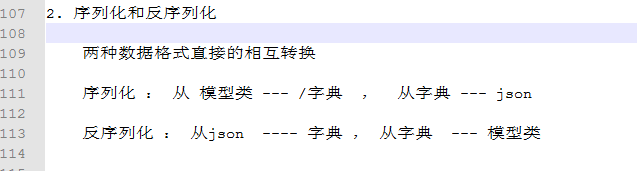 107 2. 序列化和反序列化
108
109 两种数据格式直接的相互转换
110
111 序列化 : 从 模型类 --- /字典 , 从字典 --- json
112
113 反序列化 : 从json ---- 字典 , 从字典 --- 模型类
114